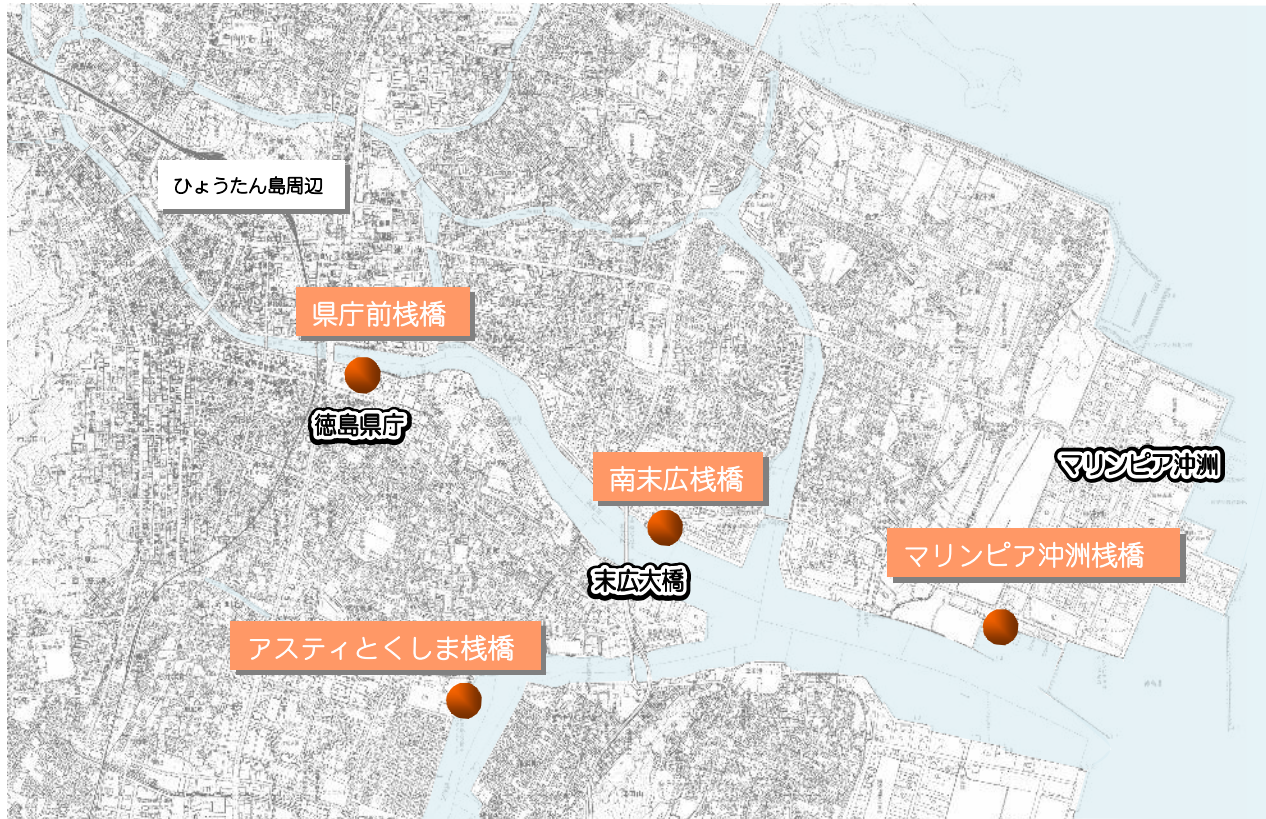 ひょうたん島周辺
県庁前桟橋
徳島県庁
マリンピア沖洲
南末広桟橋
マリンピア沖洲桟橋
末広大橋
アスティとくしま桟橋